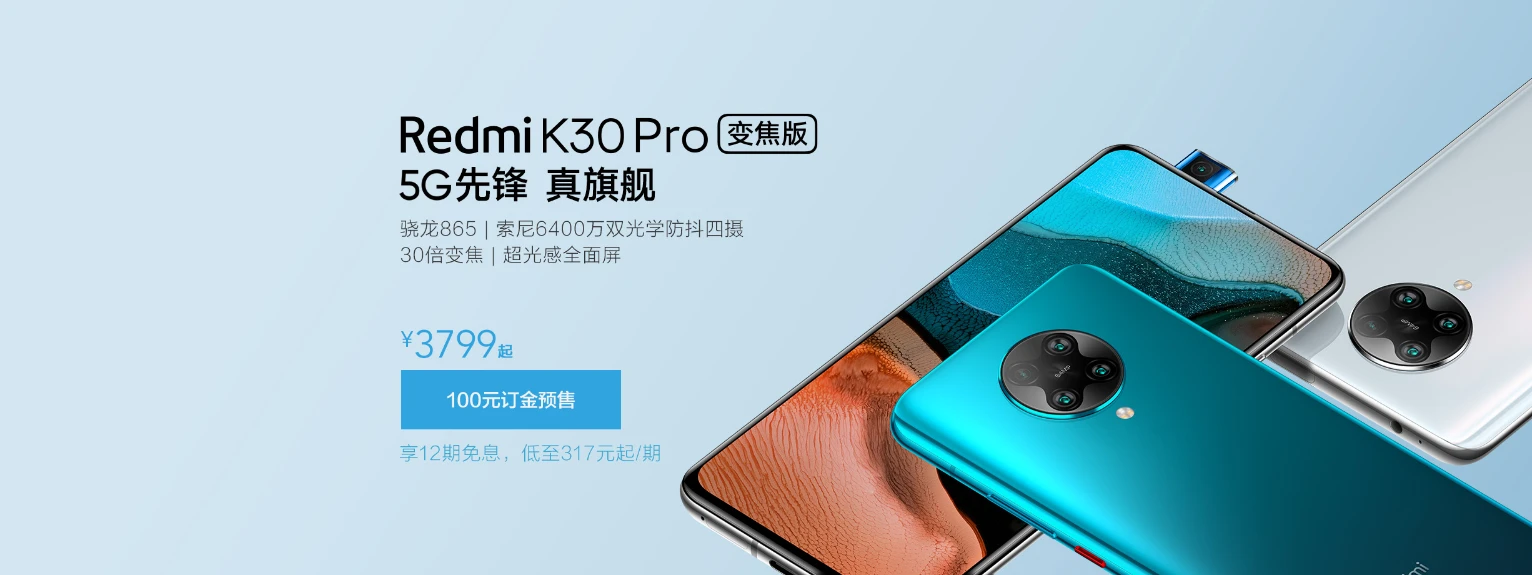 Redmi K30 Pro 变焦版
5G先锋 真旗舰
骁龙865 | 索尼6400万双光学防抖四摄
30倍变焦 | 超光感全面屏
¥3799起
100元订金预售
享12期免息，低至317元起/期
64MP